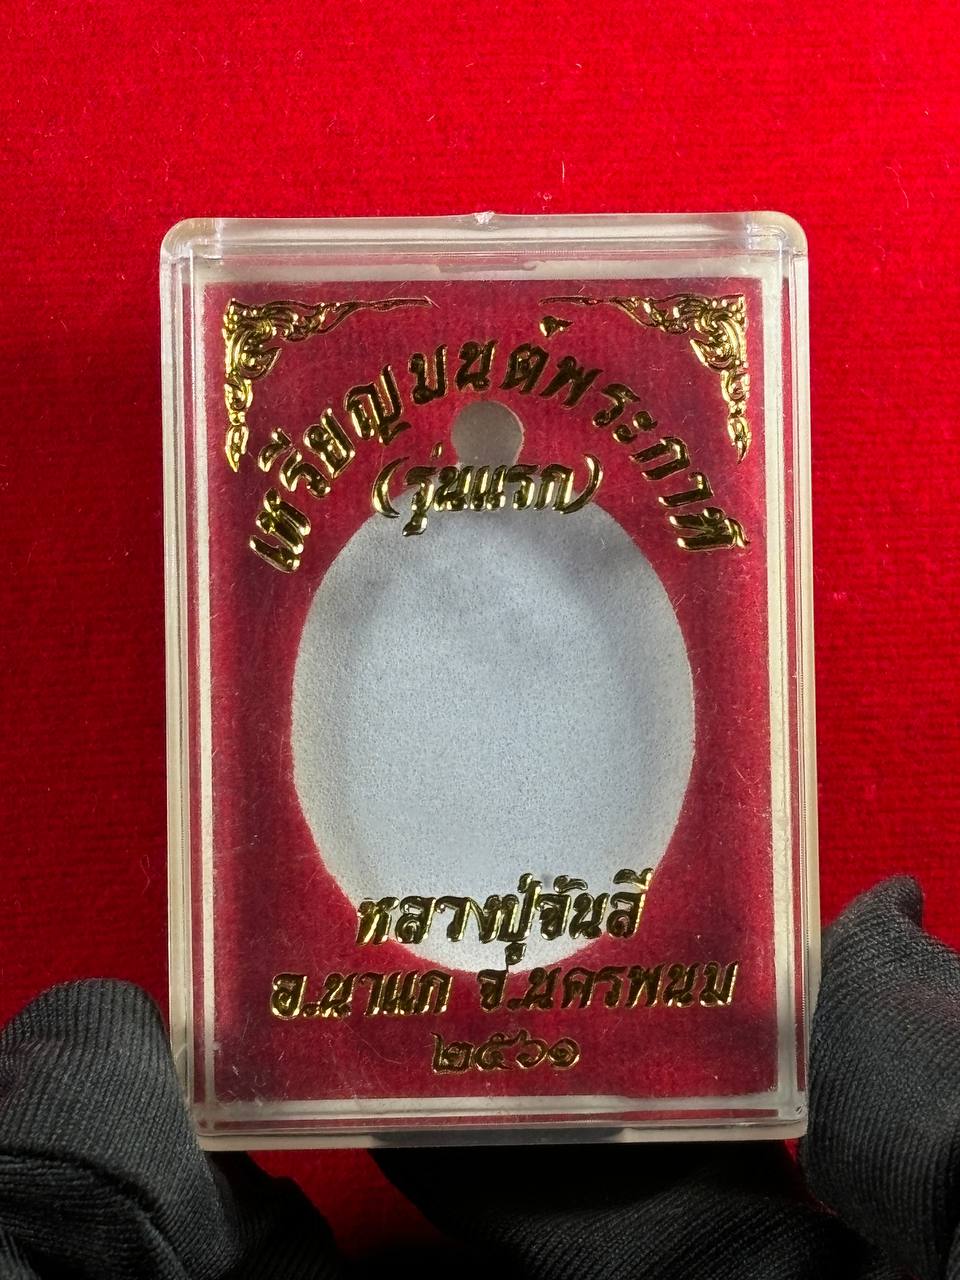 เหรียญมนต์พระกาฬ
(รุ่นแรก)
หลวงปู่จันลี
อ.นาแก จ.นครพนม
๒๕๖๑